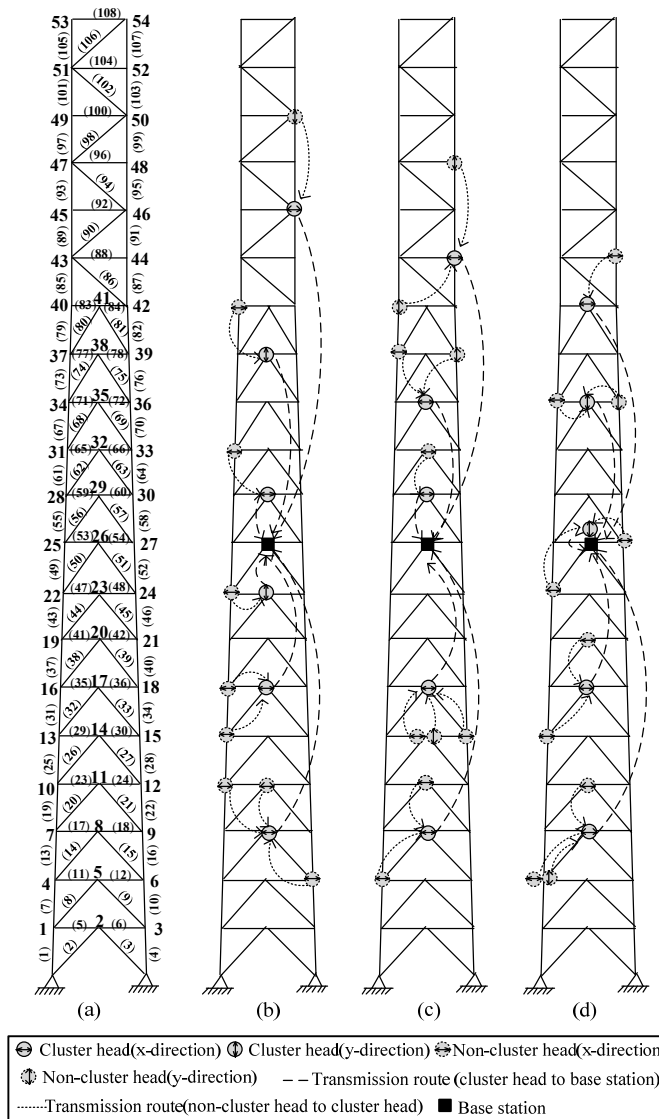 (108)
53 54
(105) (106) (107)
(104)
51 52
(101) (102) (103)
(100)
49 50
(97) (98) (99)
(96)
47 48
(93) (94) (95)
(92)
45 46
(89) (90) (91)
(88)
43 44
(85) (86) (87)
41
40 (83) (84) 42
(79) (80) (81) (82)
38
37 (77) (78) 39
(73) (74) (75) (76)
35
34 (71) (72) 36
(67) (68) (69) (70)
32
31 (65) (66) 33
(61) (62) (63) (64)
29
28 (59) (60) 30
(55) (56) (57) (58)
26
25 (53) (54) 27
(49) (50) (51) (52)
23
22 (47) (48) 24
(43) (44) (45) (46)
20
19 (41) (42) 21
(37) (38) (39) (40)
17
16 (35) (36) 18
(31) (32) (33) (34)
14
13 (29) (30) 15
(25) (26) (27) (28)
11
10 (23) (24) 12
(19) (20) (21) (22)
8
7 (17) (18) 9
(13) (14) (15) (16)
5
4 (11) (12) 6
(7) (8) (9) (10)
2
1 (5) (6) 3
(1) (2) (3) (4)
(a) (b) (c) (d)
Cluster head(x-direction) Cluster head(y-direction) Non-cluster head(x-direction)
Non-cluster head(y-direction) Transmission route (cluster head to base station)
Transmission route(non-cluster head to cluster head) Base station